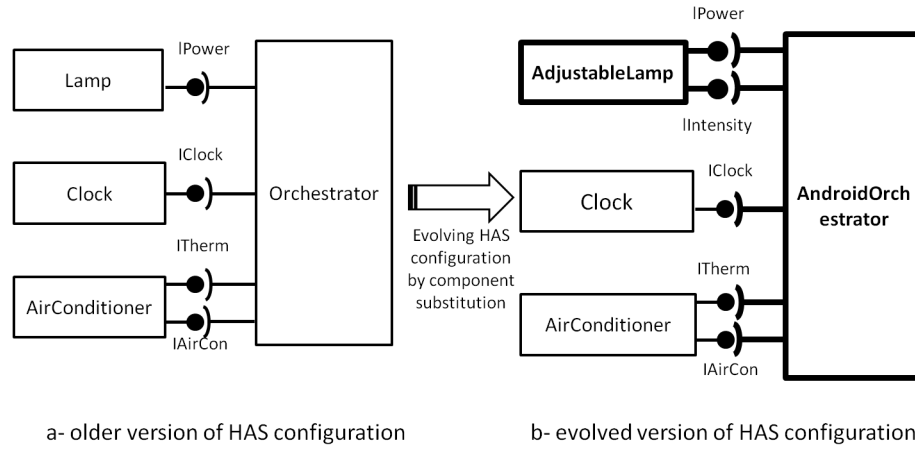 IPower
Lamp
IClock
Clock
Orchestrator
ITherm
AirConditioner
IAirCon
a- older version of HAS configuration
Evolving HAS
configuration
by component
substitution
IPower
AdjustableLamp
IIntensity
IClock
Clock
AndroidOrch
estrator
ITherm
AirConditioner
IAirCon
b- evolved version of HAS configuration